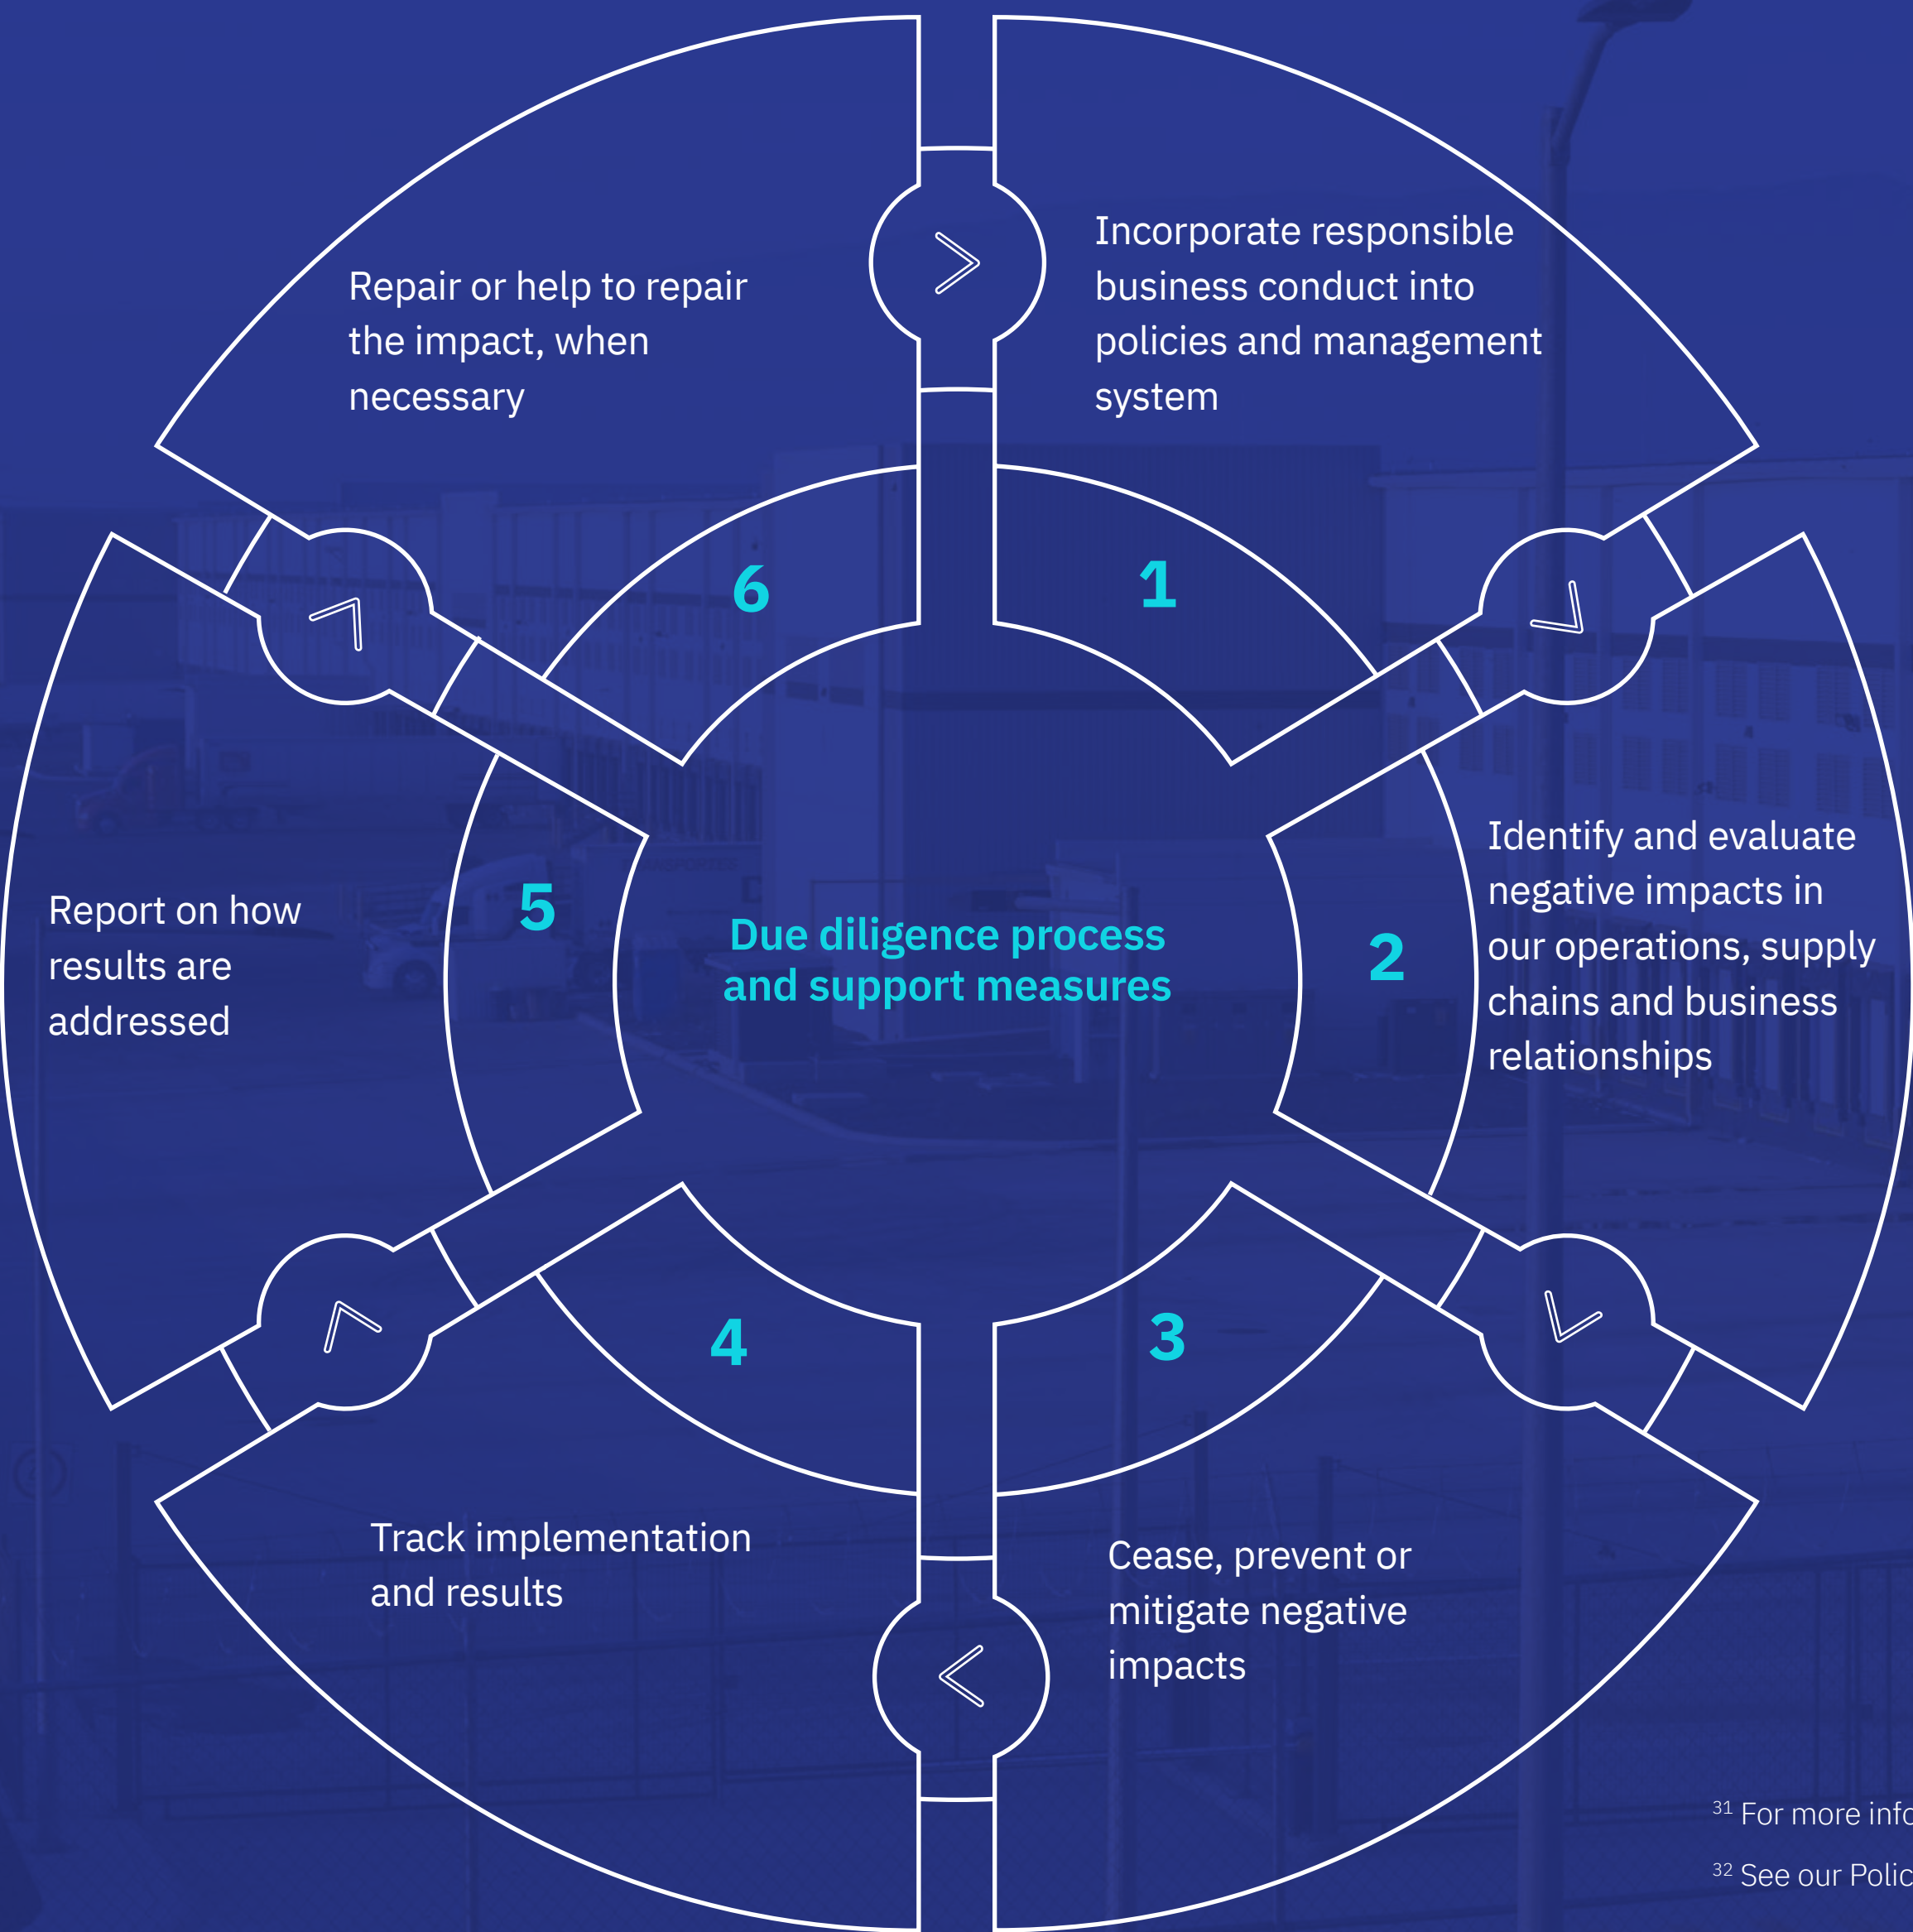 Due diligence process
and support measures
1
Incorporate responsible
business conduct into
policies and management
system
2
Identify and evaluate
negative impacts in
our operations, supply
chains and business
relationships
3
Cease, prevent or
mitigate negative
impacts
4
Track implementation
and results
5
Report on how
results are
addressed
6
Repair or help to repair
the impact, when
necessary
31 For more
32 See our